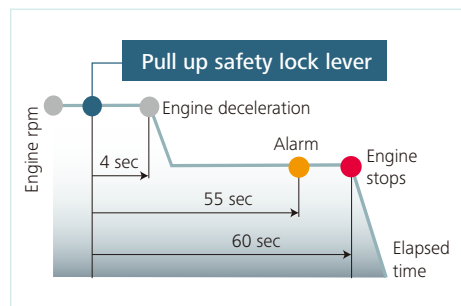 Pull up safety lock lever
Engine rpm
Engine deceleration
4 sec
Alarm
Engine
stops
55 sec
60 sec
Elapsed
time